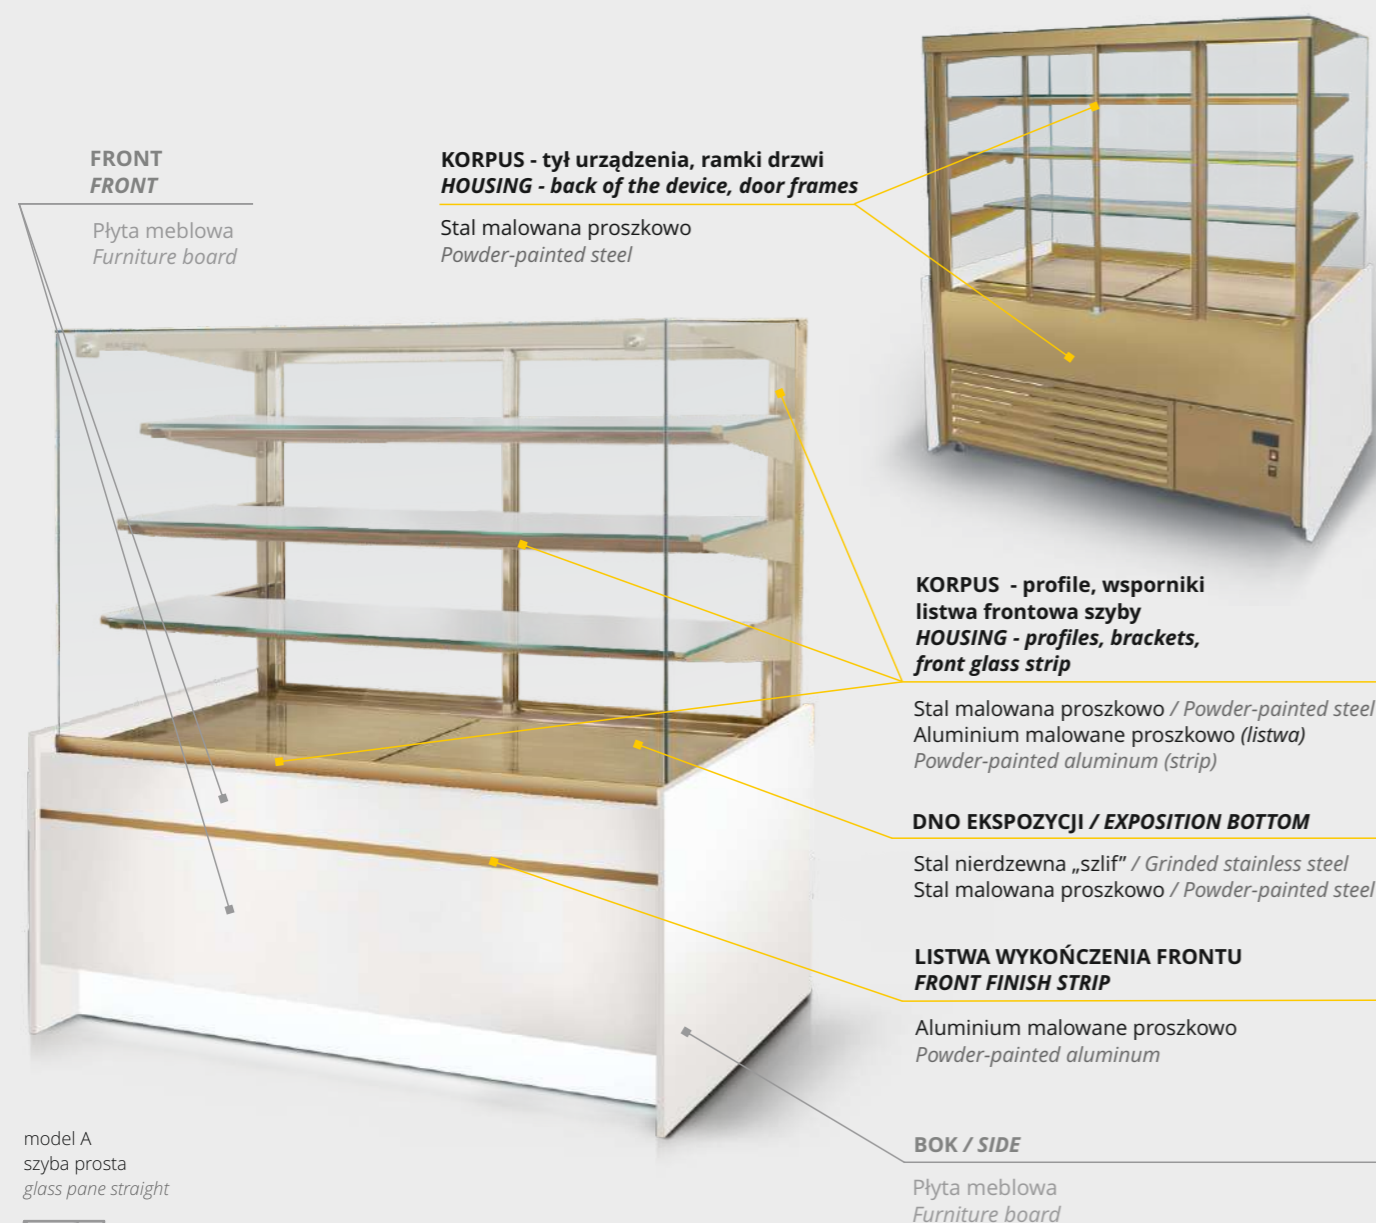 FRONT
FRONT
Płyta meblowa
Furniture board
KORPUS - tył urządzenia, ramki drzwi
HOUSING - back of the device, door frames
Stal malowana proszkowo
Powder-painted steel
KORPUS - profile, wsporniki
listwa frontowa szyby
HOUSING - profiles, brackets,
front glass strip
Stal malowana proszkowo / Powder-painted steel
Aluminium malowane proszkowo (listwa)
Powder-painted aluminum (strip)
DNO EKSPOZYCJI / EXPOSITION BOTTOM
Stal nierdzewna „szlif” / Grinded stainless steel
Stal malowana proszkowo / Powder-painted steel
LISTWA WYKOŃCZENIA FRONTU
FRONT FINISH STRIP
Aluminium malowane proszkowo
Powder-painted aluminum
BOK / SIDE
Płyta meblowa
Furniture board
model A
szyba prosta
glass pane straight